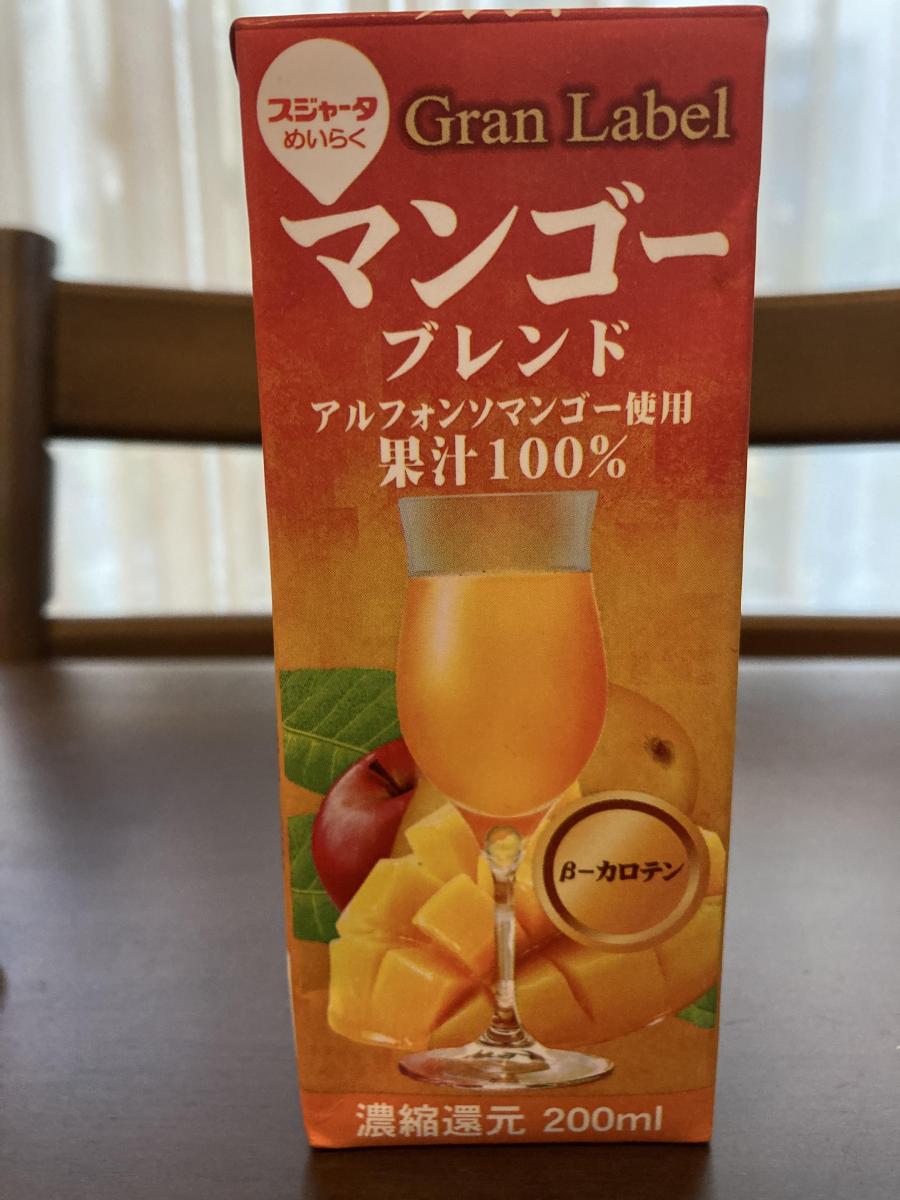 スジャータ
めいらく
Gran Label
マンゴー
ブレンド
アルフォンソマンゴー使用
果汁100%
β-カロテン
濃縮還元 200ml